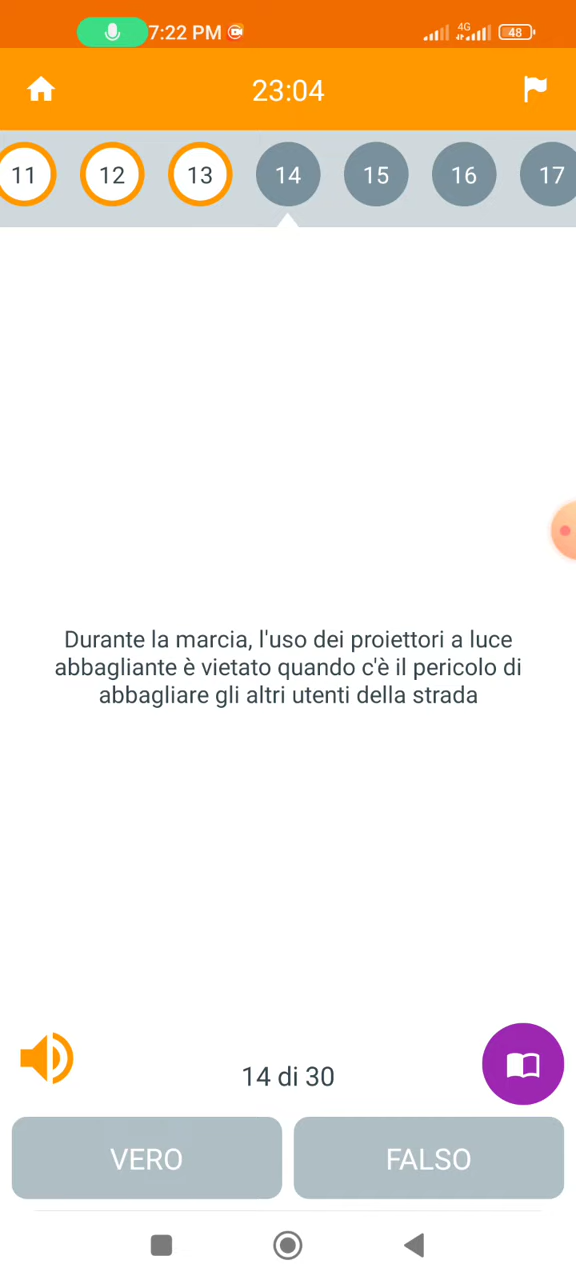 7:22 PM
4G
48
23:04
11 12 13 14 15 16 17
Durante la marcia, l'uso dei proiettori a luce
abbagliante è vietato quando c'è il pericolo di
abbagliare gli altri utenti della strada
14 di 30
VERO FALSO